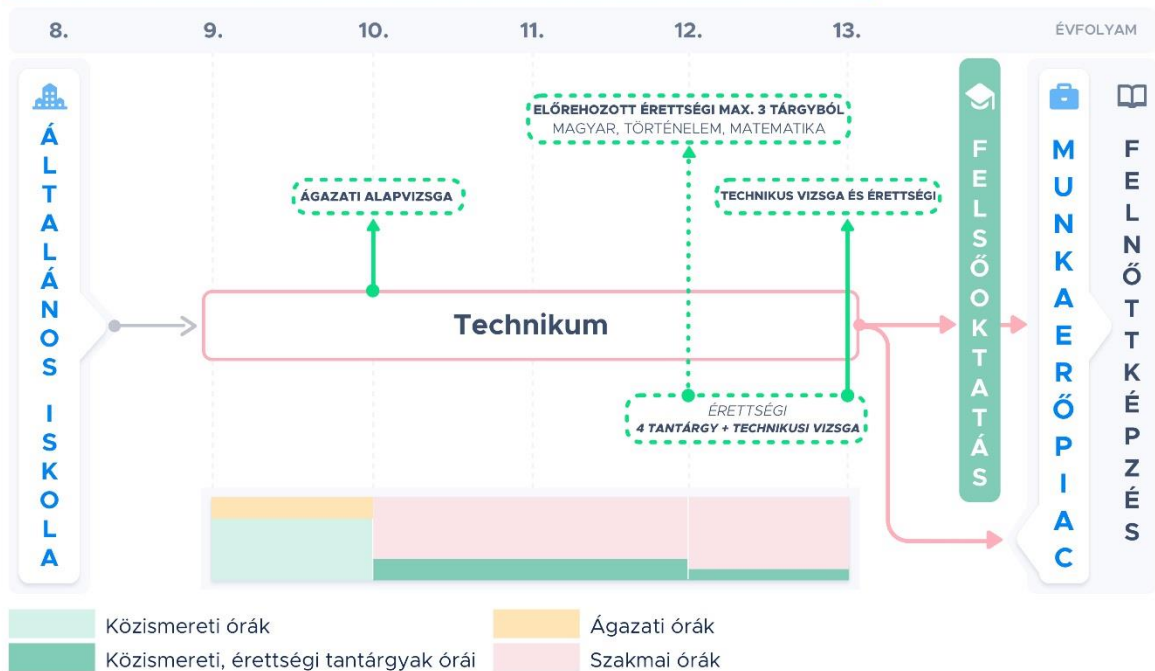 8. 9. 10. 11. 12. 13. ÉVFOLYAM
ÁLTALÁNOS ISKOLA
ELŐREHOZOTT ÉRETTSÉGI MAX. 3 TÁRGYBÓL
MAGYAR, TÖRTÉNELEM, MATEMATIKA
ÁGAZATI ALAPVIZSGA
TECHNIKUS VIZSGA ÉS ÉRETTSÉGI
Technikum
ÉRETTSÉGI
4 TANTÁRGY + TECHNIKUSI VIZSGA
FELSŐOKTATÁS
MUNKAERŐPIAC
FELNŐTTKÉPZÉS
Közismereti órák
Ágazati órák
Közismereti, érettségi tantárgyak órái
Szakmai órák